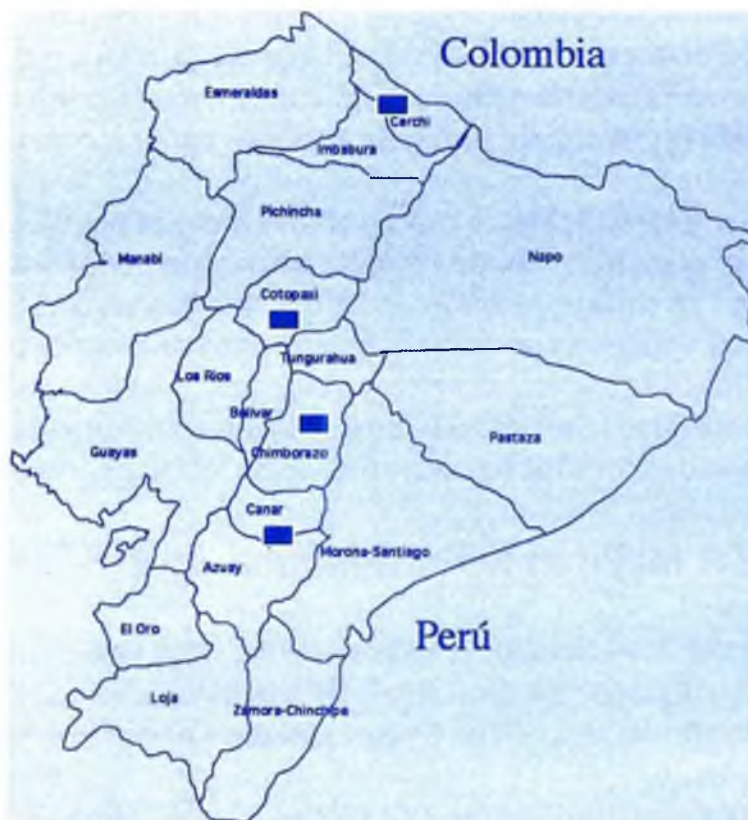 Colombia
Esmeraldas
Carchi
Imbabura
Pichincha
Manabi
Napo
Cotopaxi
Tungurahua
Los Rios
Bolivar
Guayas
Chimborazo
Pastaza
Canar
Azuay
Morona-Santiago
El Oro
Perú
Loja
Zamora-Chinchipe